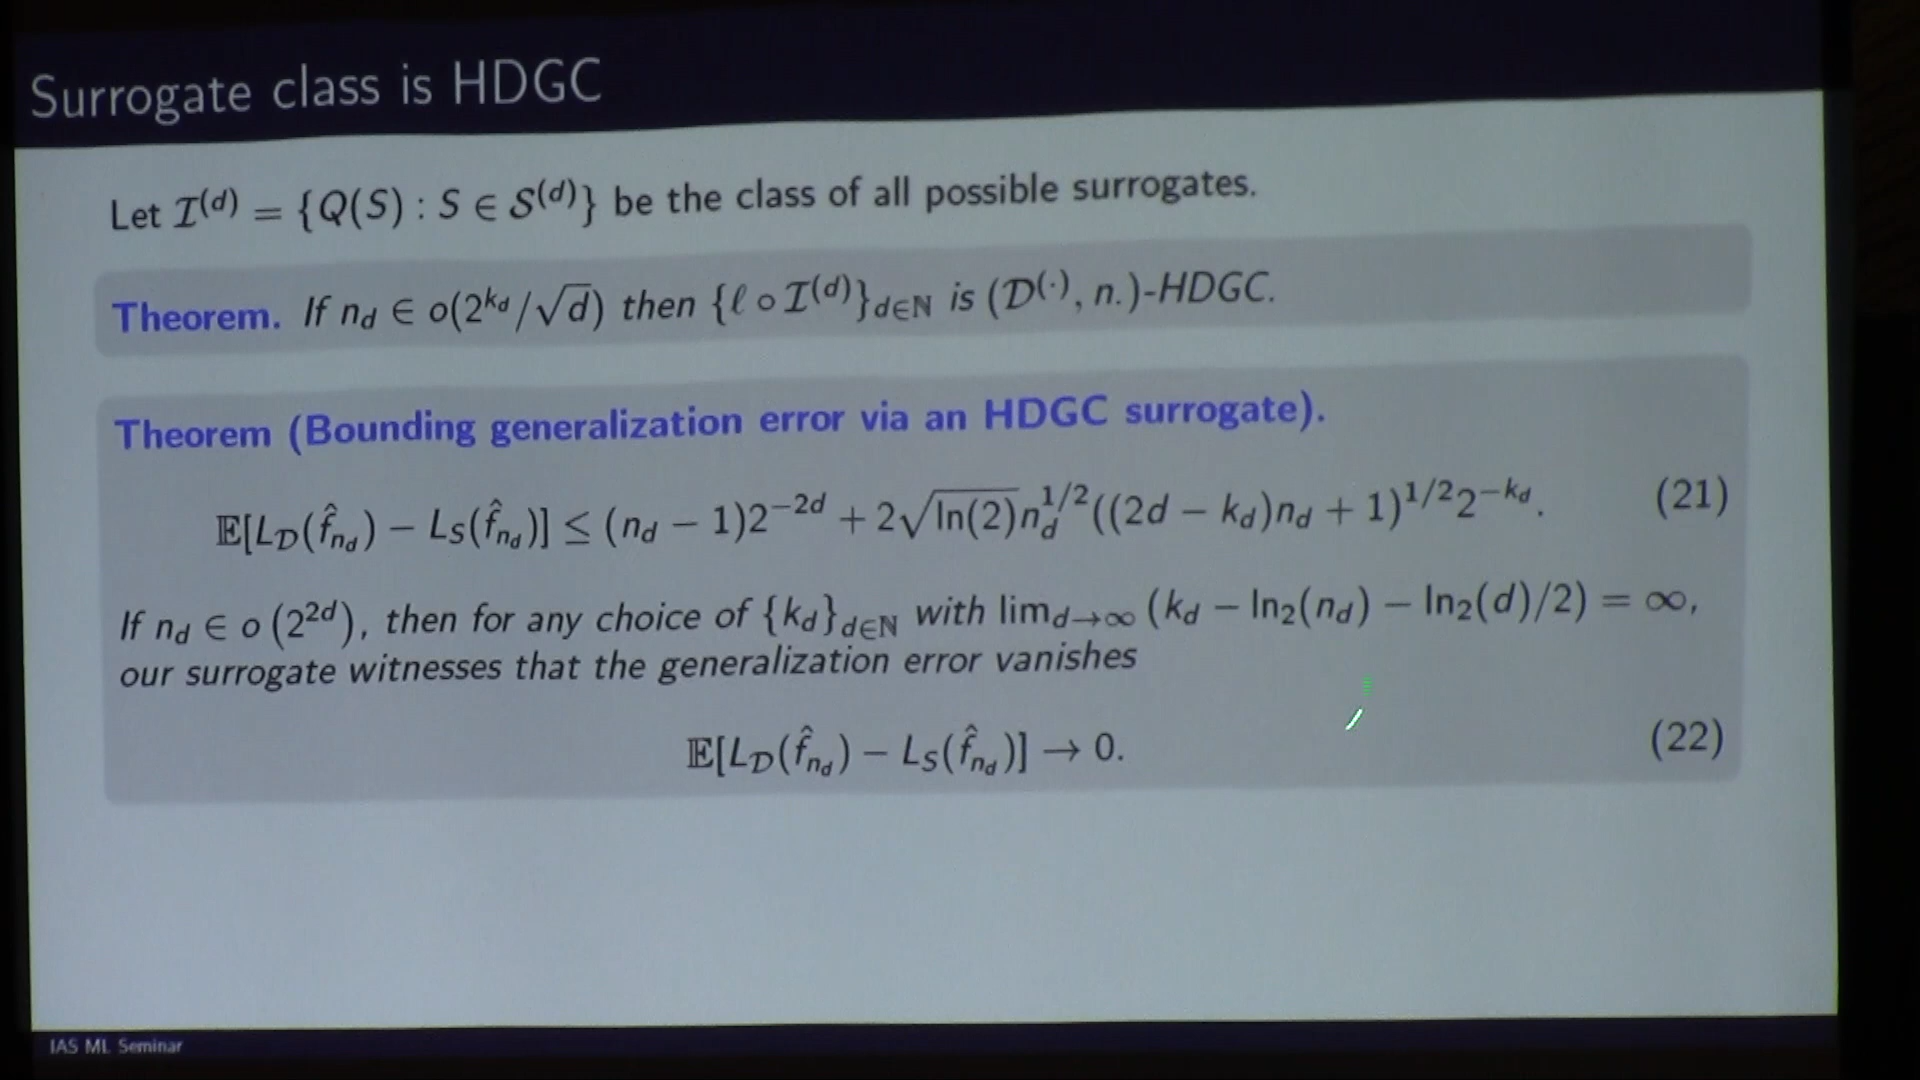 Surrogate class is HDGC
Let 𝓘^(d) = {Q(S) : S ∈ 𝒮^(d)} be the class of all possible surrogates.
Theorem. If n_d ∈ o(2^{k_d}/√d) then {ℓ ∘ 𝓘^(d)}_{d∈ℕ} is (𝒟^(·), n.)-HDGC.
Theorem (Bounding generalization error via an HDGC surrogate).
𝔼[L_𝒟(f̂_{n_d}) − L_S(f̂_{n_d})] ≤ (n_d − 1)2^{−2d} + 2√ln(2) n_d^{1/2}((2d − k_d)n_d + 1)^{1/2}2^{−k_d}. (21)
If n_d ∈ o (2^{2d}), then for any choice of {k_d}_{d∈ℕ} with lim_{d→∞} (k_d − ln₂(n_d) − ln₂(d)/2) = ∞,
our surrogate witnesses that the generalization error vanishes
𝔼[L_𝒟(f̂_{n_d}) − L_S(f̂_{n_d})] → 0. (22)
IAS ML Seminar